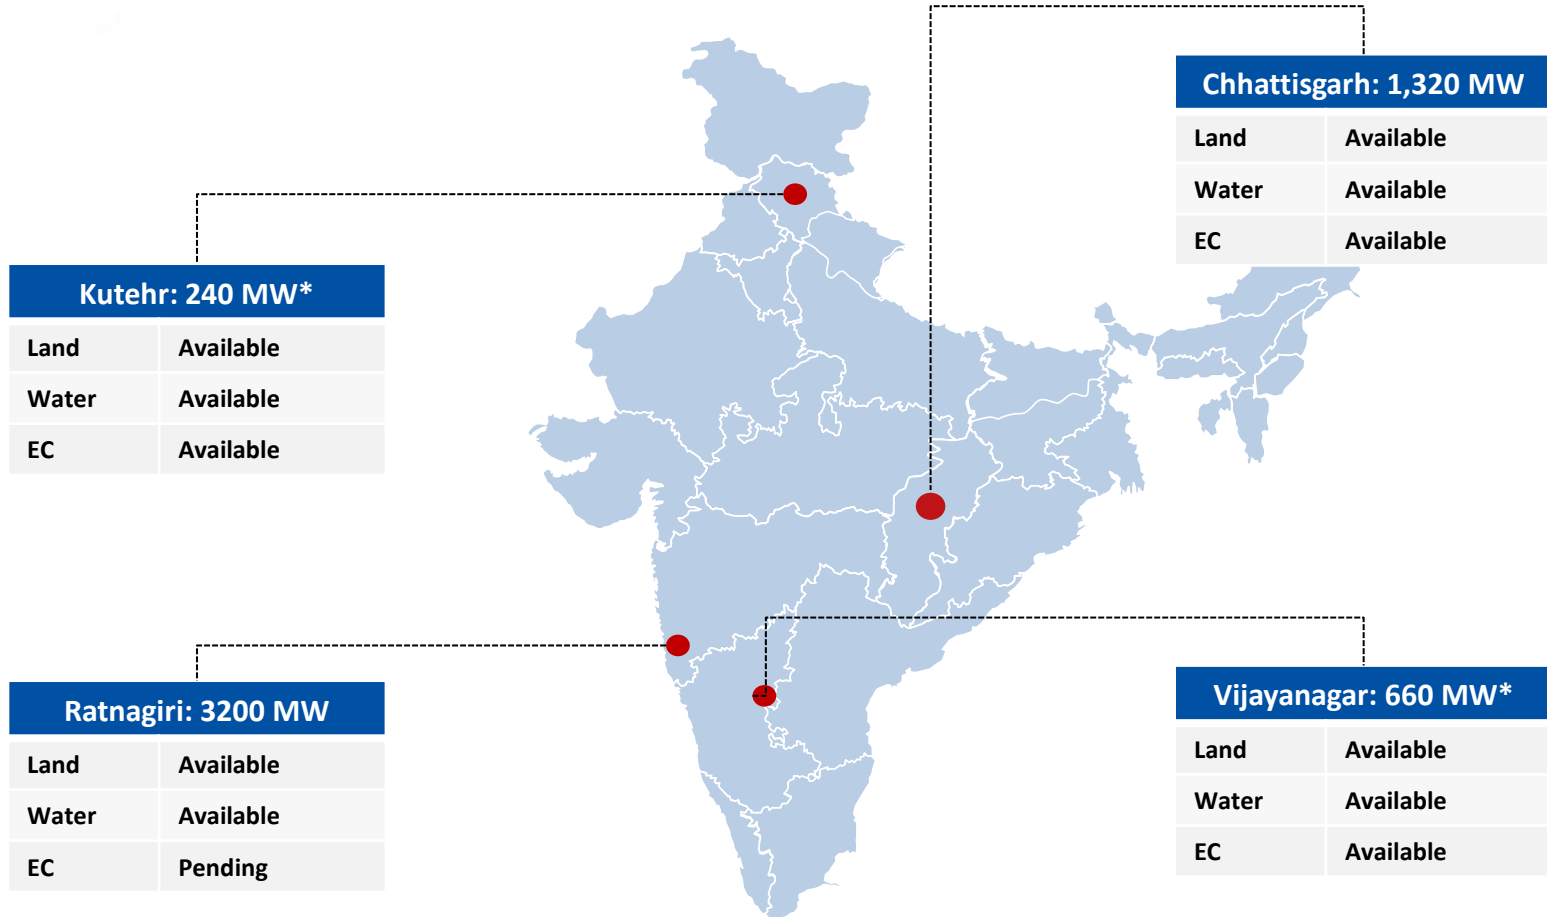 Chhattisgarh: 1,320 MW
Land Available
Water Available
EC Available
Kutehr: 240 MW*
Land Available
Water Available
EC Available
Ratnagiri: 3200 MW
Land Available
Water Available
EC Pending
Vijayanagar: 660 MW*
Land Available
Water Available
EC Available